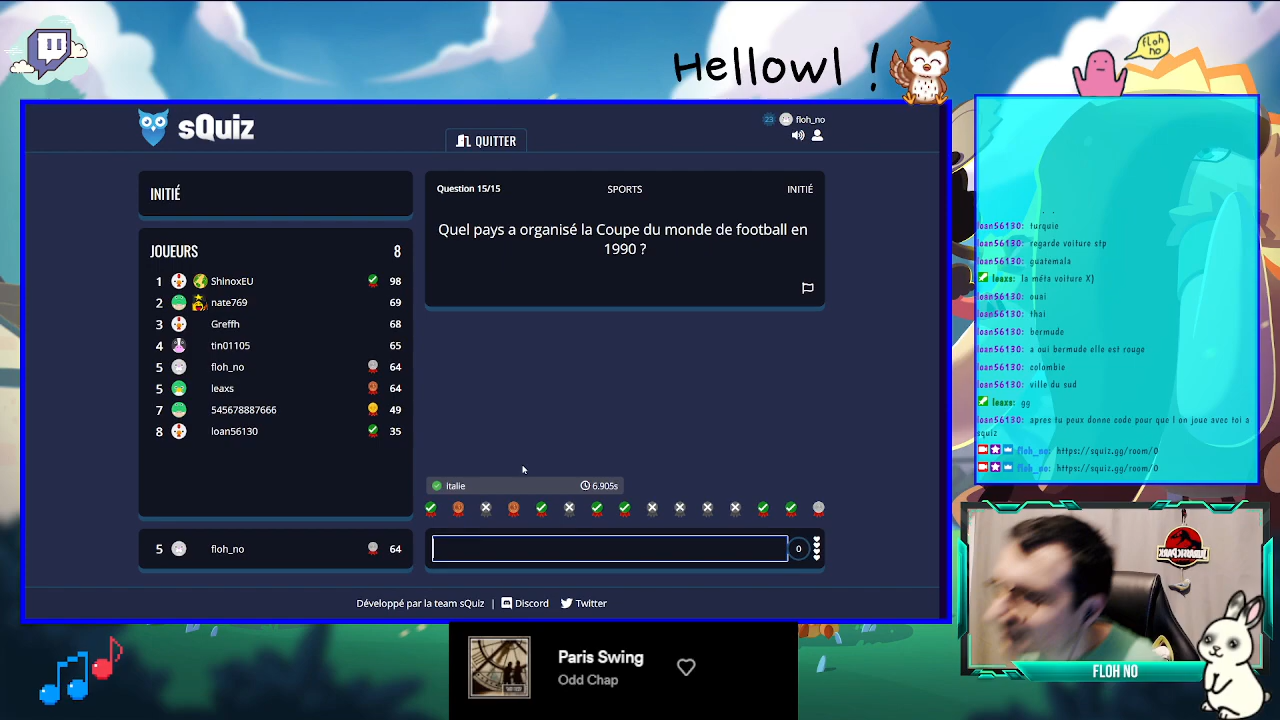 Hellowl !
floh
no
sQuiz
QUITTER
23 floh_no
INITIÉ
JOUEURS 8
1 ShInoxEU 98
2 nate769 69
3 Greffh 68
4 tin01105 65
5 floh_no 64
5 leaxs 64
7 545678887666 49
8 loan56130 35
5 floh_no 64
Question 15/15 SPORTS INITIÉ
Quel pays a organisé la Coupe du monde de football en
1990 ?
Italie 6.905s
0
Développé par la team sQuiz | Discord Twitter
loan56130: turquie
loan56130: regarde voiture stp
loan56130: guatemala
leaxs: la méta voiture X)
loan56130: ouai
loan56130: thai
loan56130: bermude
loan56130: a oui bermude elle est rouge
loan56130: colombie
loan56130: ville du sud
leaxs: gg
loan56130: apres tu peux donne code pour que l on joue avec toi a
squiz
floh_no: https://squiz.gg/room/0
floh_no: https://squiz.gg/room/0
JURASSIC PARK
FLOH NO
Paris Swing
Odd Chap